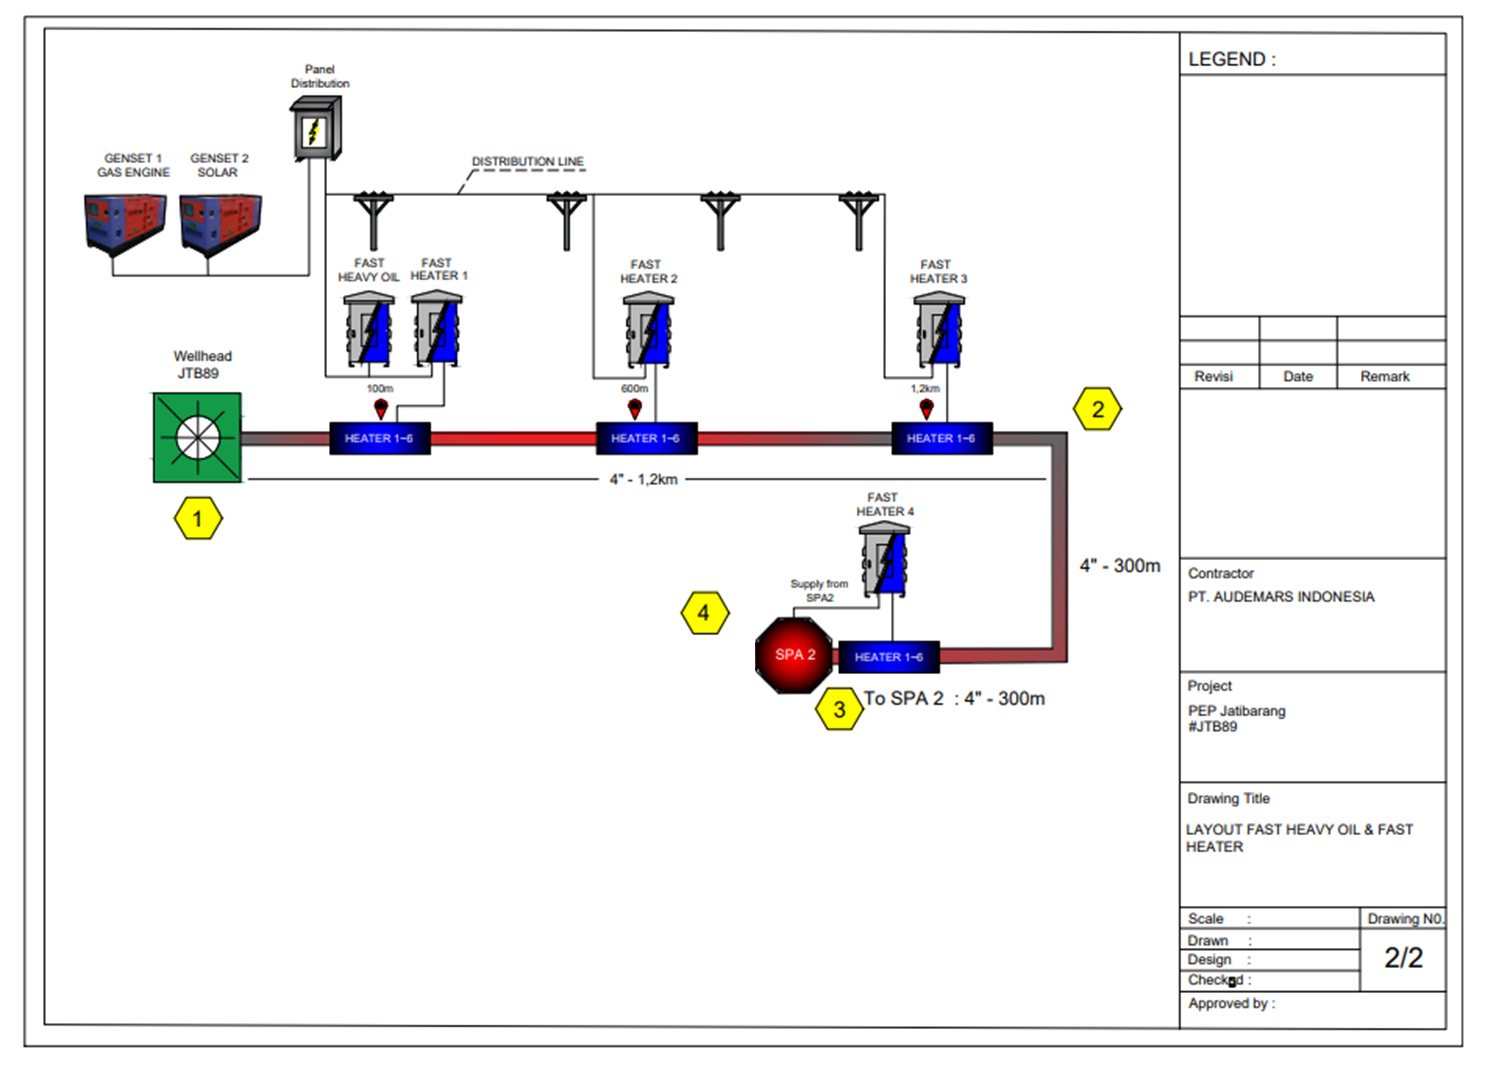 Panel
Distribution
GENSET 1
GAS ENGINE
GENSET 2
SOLAR
DISTRIBUTION LINE
FAST
HEAVY OIL
FAST
HEATER 1
FAST
HEATER 2
FAST
HEATER 3
Wellhead
JTB89
100m
600m
1,2km
HEATER 1-6
HEATER 1-6
HEATER 1-6
2
4" - 1,2km
1
FAST
HEATER 4
4" - 300m
Supply from
SPA2
4
SPA 2
HEATER 1-6
3
To SPA 2 : 4" - 300m
LEGEND :
Revisi
Date
Remark
Contractor
PT. AUDEMARS INDONESIA
Project
PEP Jatibarang
#JTB89
Drawing Title
LAYOUT FAST HEAVY OIL & FAST
HEATER
Scale :
Drawing N0.
Drawn :
Design :
2/2
Checked :
Approved by :